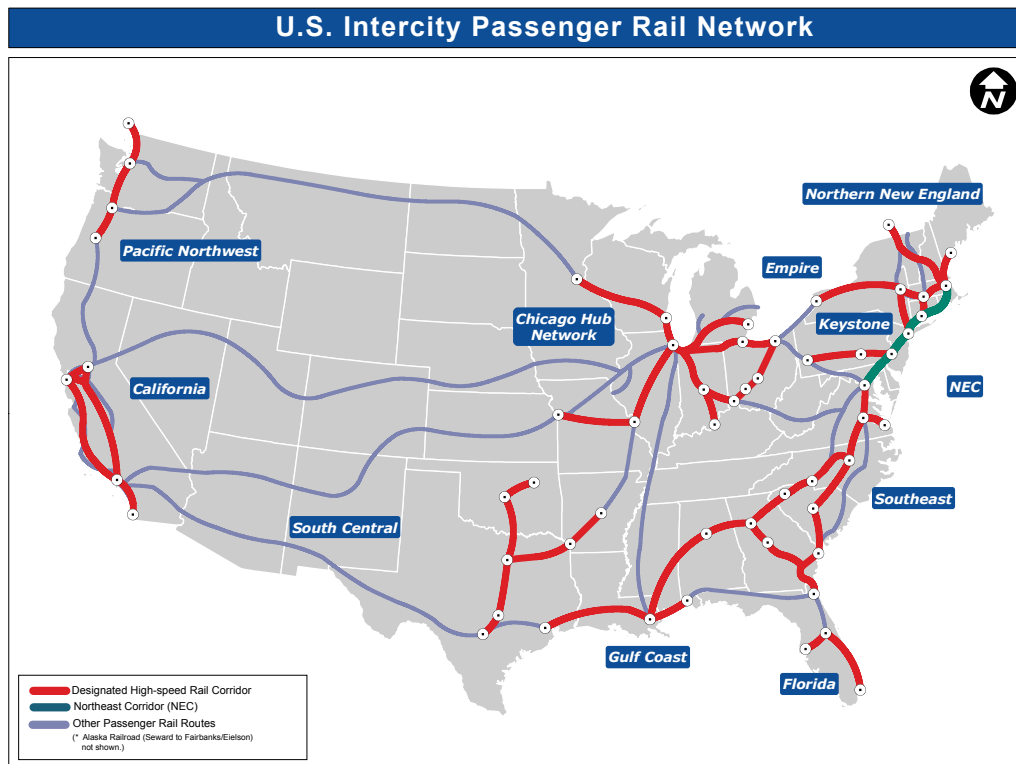 U.S. Intercity Passenger Rail Network
N
Northern New England
Pacific Northwest
Empire
Chicago Hub
Network
Keystone
California
NEC
Southeast
South Central
Gulf Coast
Florida
Designated High-speed Rail Corridor
Northeast Corridor (NEC)
Other Passenger Rail Routes
(* Alaska Railroad (Seward to Fairbanks/Eielson)
not shown.)